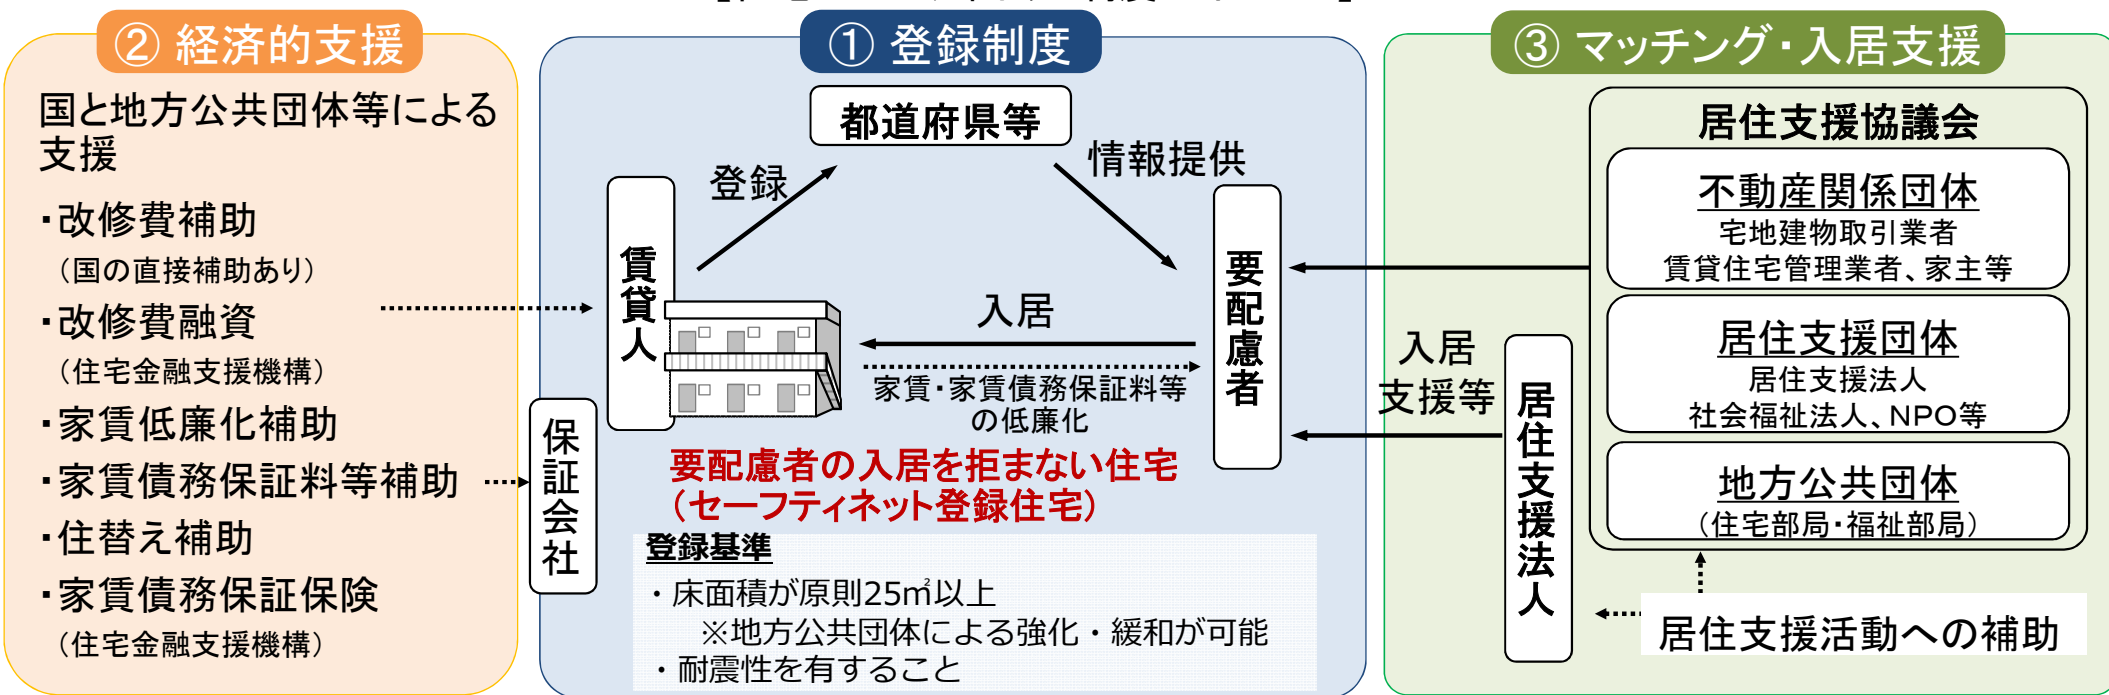 ② 経済的支援
国と地方公共団体等による
支援
・改修費補助
（国の直接補助あり）
・改修費融資
（住宅金融支援機構）
・家賃低廉化補助
・家賃債務保証料等補助
・住替え補助
・家賃債務保証保険
（住宅金融支援機構）
① 登録制度
都道府県等
登録
情報提供
賃貸人
要配慮者
入居
家賃・家賃債務保証料等
の低廉化
保証会社
要配慮者の入居を拒まない住宅
（セーフティネット登録住宅）
登録基準
・床面積が原則25㎡以上
※地方公共団体による強化・緩和が可能
・耐震性を有すること
③ マッチング・入居支援
居住支援協議会
不動産関係団体
宅地建物取引業者
賃貸住宅管理業者、家主等
居住支援団体
居住支援法人
社会福祉法人、NPO等
地方公共団体
（住宅部局・福祉部局）
入居
支援等
居住支援法人
居住支援活動への補助